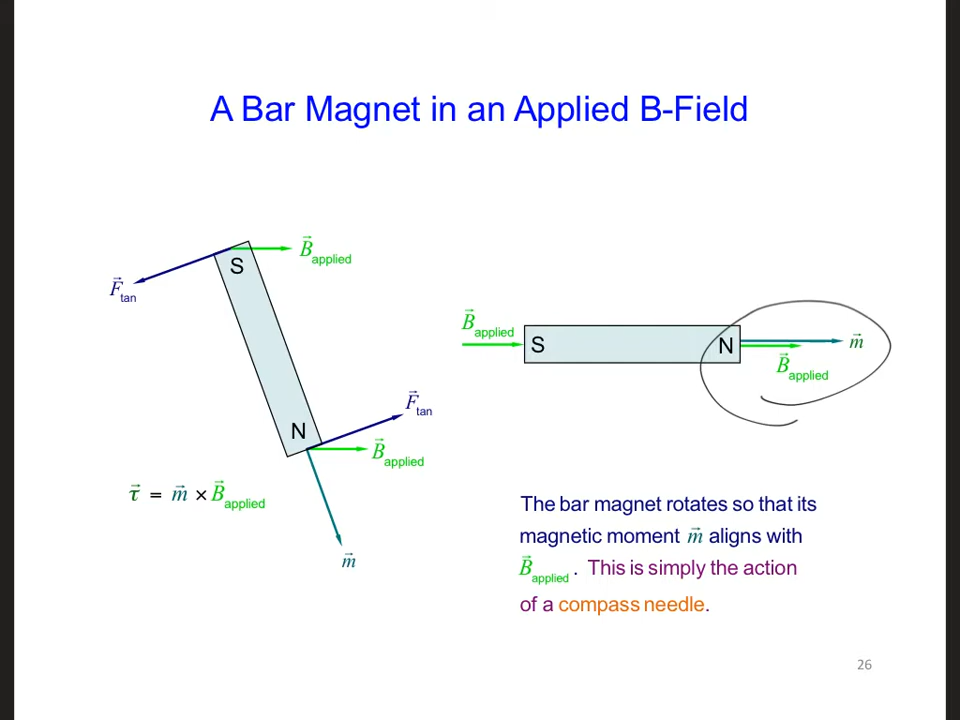 A Bar Magnet in an Applied B-Field
B⃗applied
S
F⃗tan
F⃗tan
N
B⃗applied
m⃗
τ⃗ = m⃗ × B⃗applied
B⃗applied
S
N
m⃗
B⃗applied
The bar magnet rotates so that its
magnetic moment m⃗ aligns with
B⃗applied . This is simply the action
of a compass needle.
26